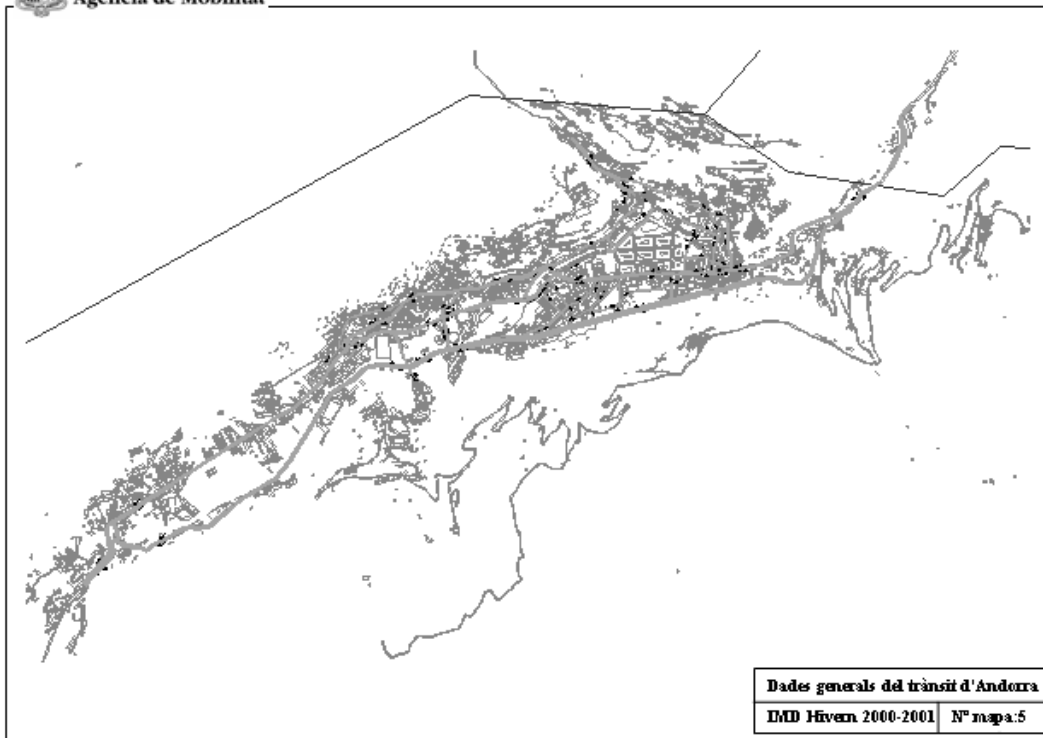 Agència de Mobilitat
Dades generals del trànsit d'Andorra
IMD Hivern 2000-2001 Nº mapa:5